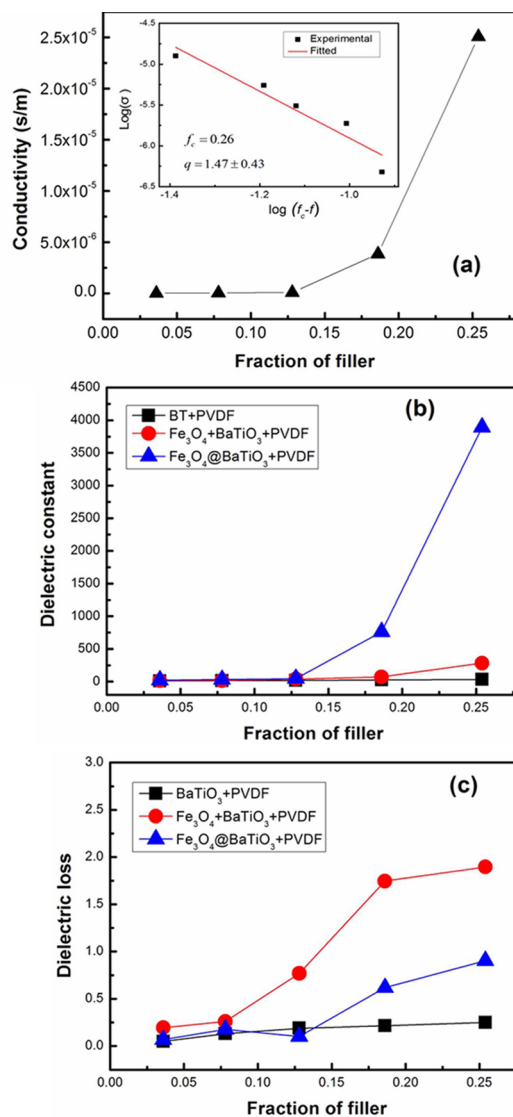 -4.5
-5.0
-5.5
-6.0
-6.5
Log(σ)
Experimental
Fitted
f_c = 0.26
q = 1.47 ± 0.43
-1.4
-1.2
-1.0
log (f_c-f)
2.5x10⁻⁵
2.0x10⁻⁵
1.5x10⁻⁵
1.0x10⁻⁵
5.0x10⁻⁶
0.0
Conductivity (s/m)
(a)
0.00 0.05 0.10 0.15 0.20 0.25
Fraction of filler
4500
4000
3500
3000
2500
2000
1500
1000
500
0
Dielectric constant
(b)
BT+PVDF
Fe₃O₄+BaTiO₃+PVDF
Fe₃O₄@BaTiO₃+PVDF
0.00 0.05 0.10 0.15 0.20 0.25
Fraction of filler
3.0
2.5
2.0
1.5
1.0
0.5
0.0
Dielectric loss
(c)
BaTiO₃+PVDF
Fe₃O₄+BaTiO₃+PVDF
Fe₃O₄@BaTiO₃+PVDF
0.00 0.05 0.10 0.15 0.20 0.25
Fraction of filler